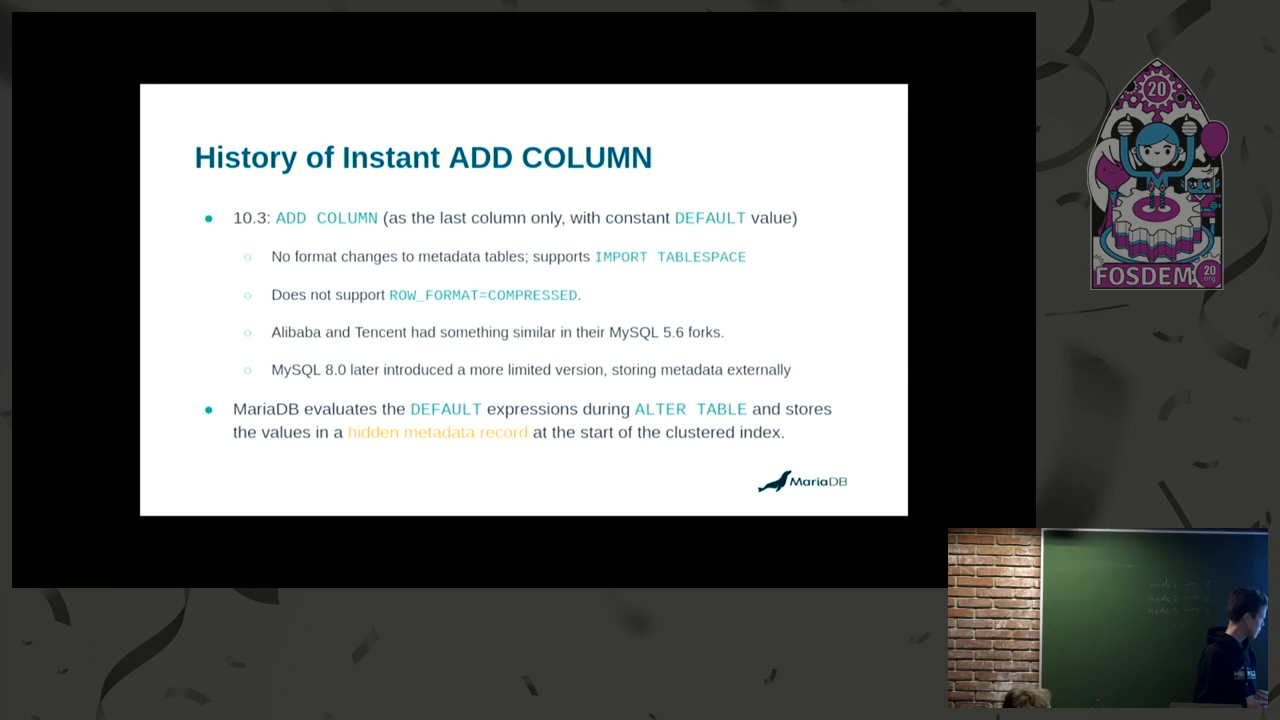 History of Instant ADD COLUMN
● 10.3: ADD COLUMN (as the last column only, with constant DEFAULT value)
○ No format changes to metadata tables; supports IMPORT TABLESPACE
○ Does not support ROW_FORMAT=COMPRESSED.
○ Alibaba and Tencent had something similar in their MySQL 5.6 forks.
○ MySQL 8.0 later introduced a more limited version, storing metadata externally
● MariaDB evaluates the DEFAULT expressions during ALTER TABLE and stores
the values in a hidden metadata record at the start of the clustered index.
MariaDB
20
FOSDEM
20
.org